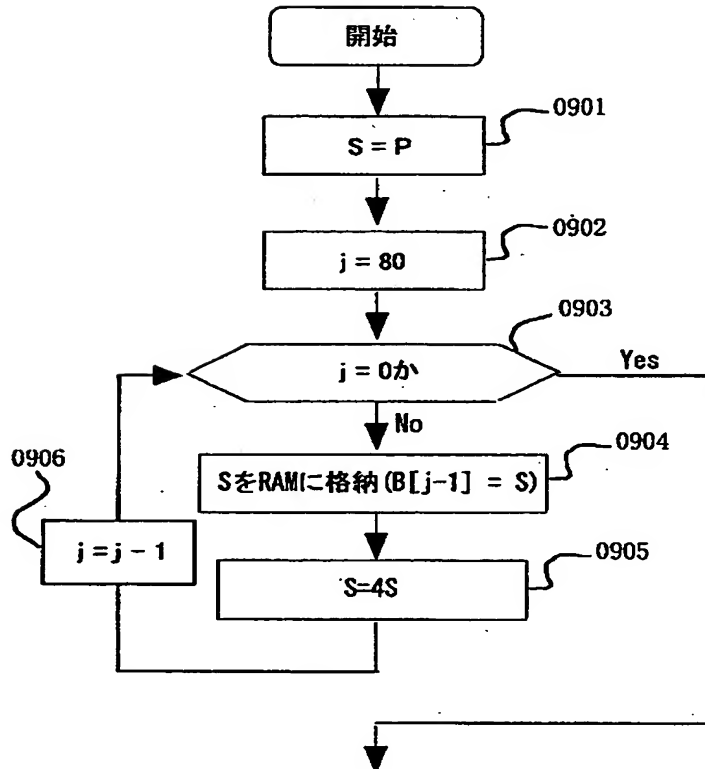 開始
0901
S = P
0902
j = 80
0903
j = 0か
Yes
No
0904
SをRAMに格納(B[j-1] = S)
0906
j=j - 1
0905
S=4S